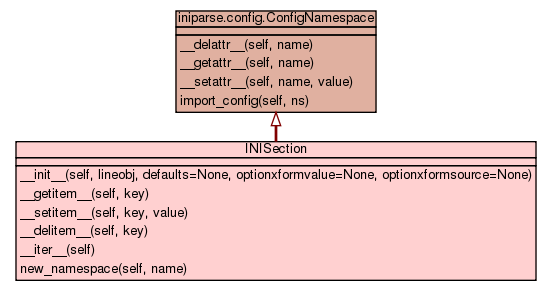 iniparse.config.ConfigNamespace
__delattr__(self, name)
__getattr__(self, name)
__setattr__(self, name, value)
import_config(self, ns)
INISection
__init__(self, lineobj, defaults=None, optionxformvalue=None, optionxformsource=None)
__getitem__(self, key)
__setitem__(self, key, value)
__delitem__(self, key)
__iter__(self)
new_namespace(self, name)